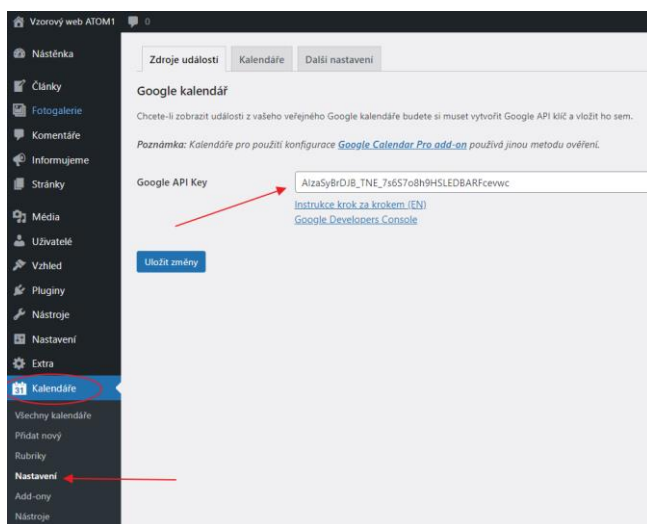 Vzorový web ATOM1 0
Nástěnka
Články
Fotogalerie
Komentáře
Informujeme
Stránky
Média
Uživatelé
Vzhled
Pluginy
Nástroje
Nastavení
Extra
31 Kalendáře
Všechny kalendáře
Přidat nový
Rubriky
Nastavení
Add-ony
Nástroje
Zdroje událostí Kalendáře Další nastavení
Google kalendář
Chcete-li zobrazit události z vašeho veřejného Google kalendáře budete si muset vytvořit Google API klíč a vložit ho sem.
Poznámka: Kalendáře pro použití konfigurace Google Calendar Pro add-on používá jinou metodu ověření.
Google API Key
AIzaSyBrDJB_TNE_7s6S7o8h9HSLEDBARFcevwc
Instrukce krok za krokem (EN)
Google Developers Console
Uložit změny